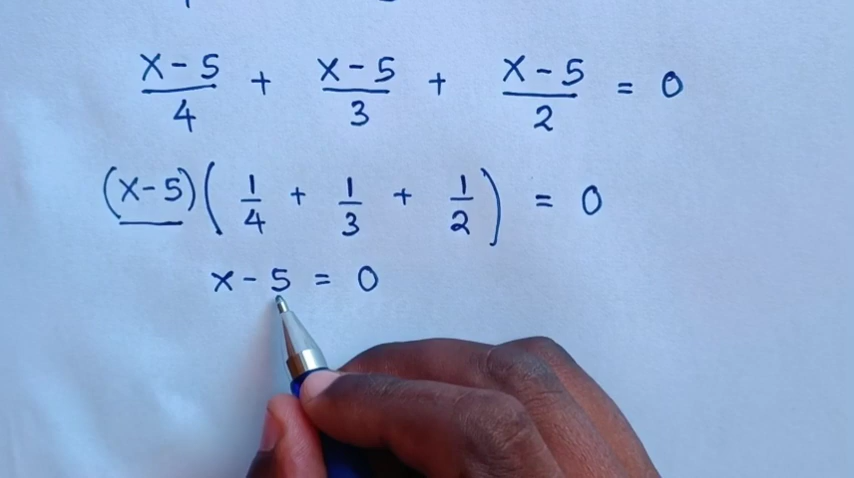 x - 5 / 4 + x - 5 / 3 + x - 5 / 2 = 0
(x - 5) ( 1/4 + 1/3 + 1/2 ) = 0
x - 5 = 0